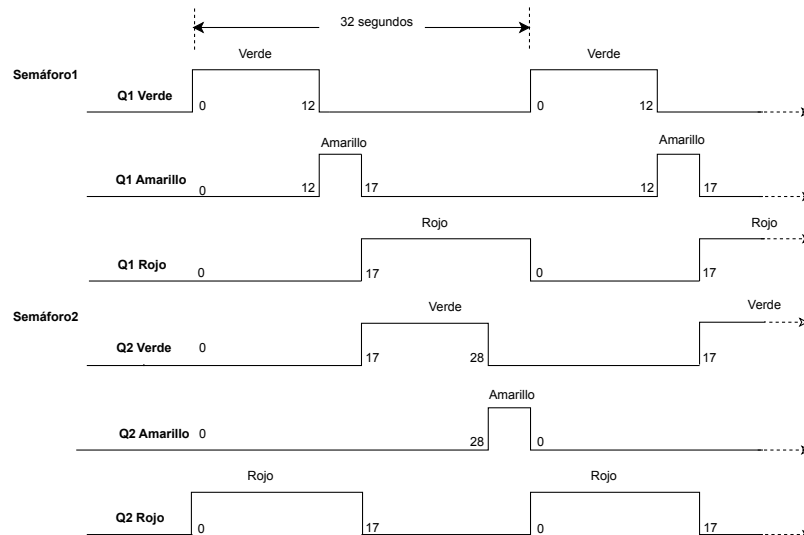 32 segundos
Verde Verde
Semáforo1
Q1 Verde 0 12 0 12
Amarillo Amarillo
Q1 Amarillo 0 12 17 12 17
Rojo Rojo
Q1 Rojo 0 17 0 17
Verde Verde
Semáforo2
Q2 Verde 0 17 28 17
Amarillo
Q2 Amarillo 0 28 0
Rojo Rojo
Q2 Rojo 0 17 0 17